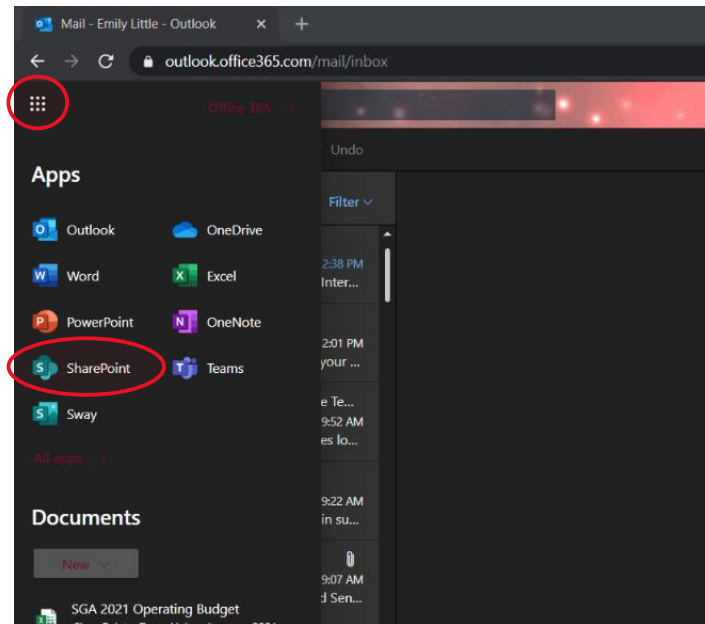 Mail - Emily Little - Outlook
outlook.office365.com/mail/inbox
Office 365
Undo
Apps
Filter
Outlook OneDrive
2:38 PM
Word Excel
Inter...
PowerPoint OneNote
2:01 PM
your ...
SharePoint Teams
e Te...
Sway
9:52 AM
es lo...
All apps
9:22 AM
in su...
Documents
New
9:07 AM
d Sen...
SGA 2021 Operating Budget